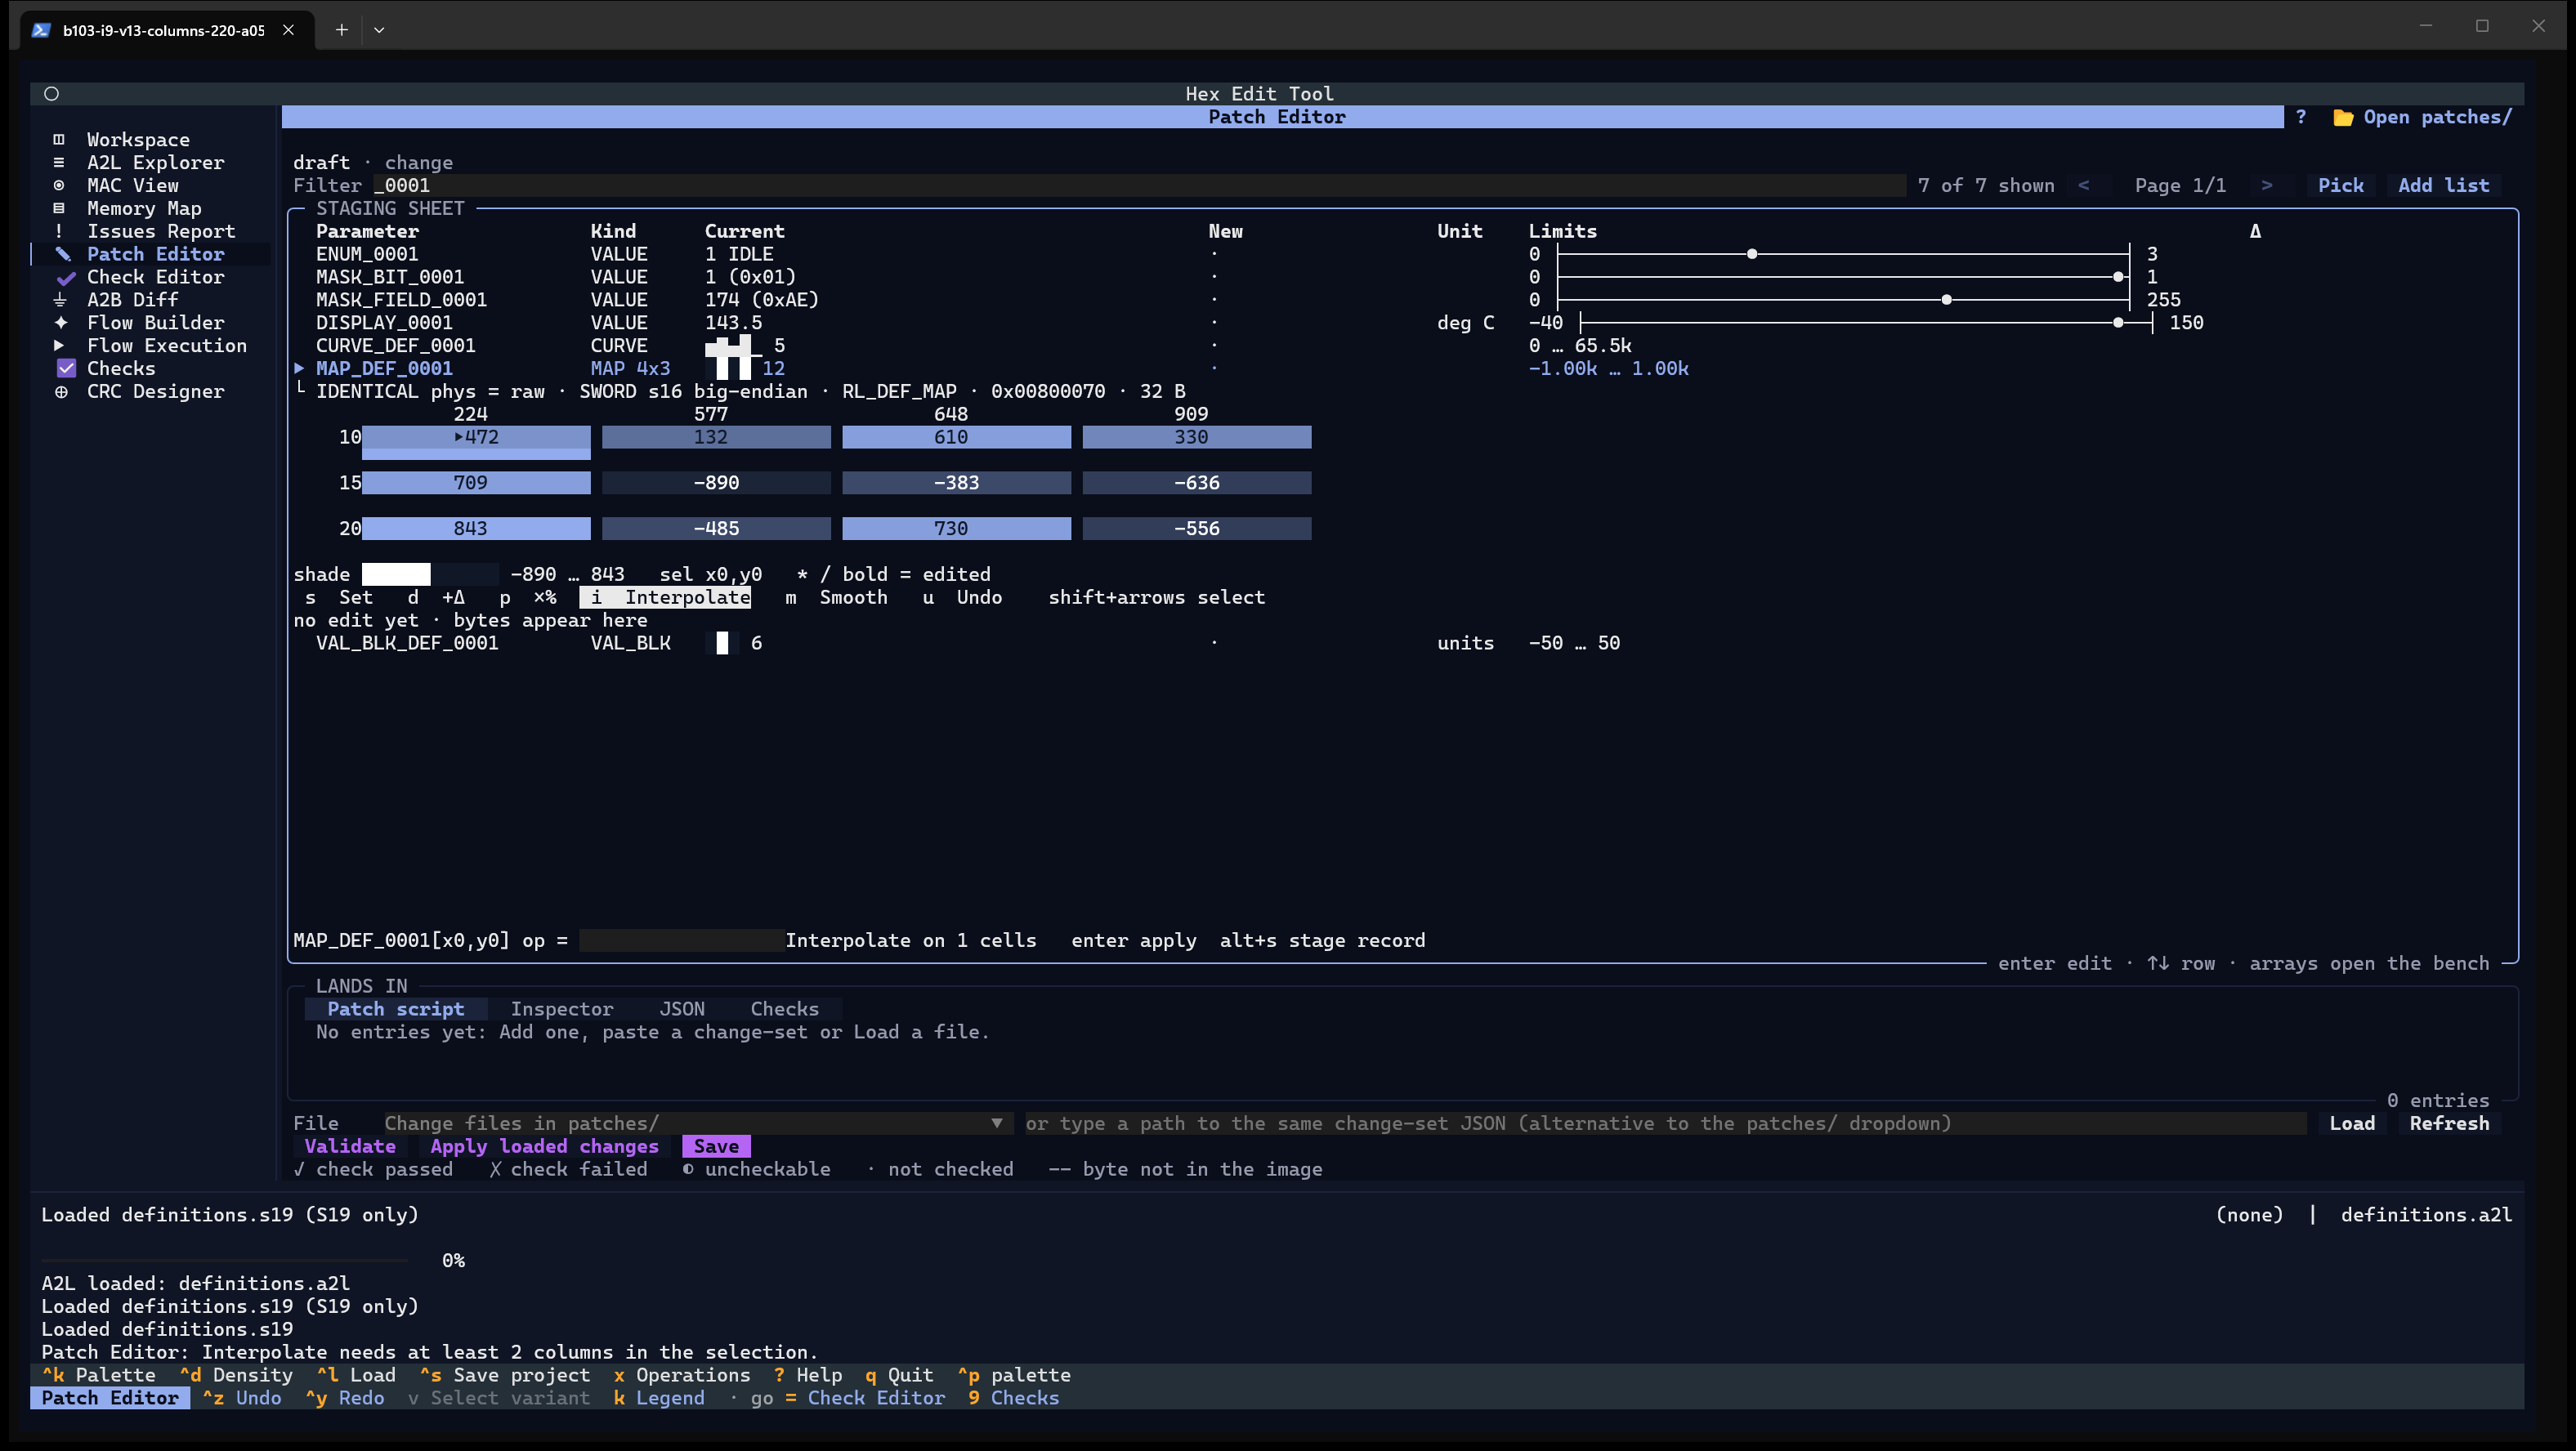 b103-i9-v13-columns-220-a05
Hex Edit Tool
Patch Editor ? Open patches/
Workspace
A2L Explorer
MAC View
Memory Map
! Issues Report
Patch Editor
Check Editor
A2B Diff
Flow Builder
Flow Execution
Checks
CRC Designer
draft · change
Filter _0001 7 of 7 shown < Page 1/1 > Pick Add list
STAGING SHEET
Parameter Kind Current New Unit Limits Δ
ENUM_0001 VALUE 1 IDLE · 0 3
MASK_BIT_0001 VALUE 1 (0x01) · 0 1
MASK_FIELD_0001 VALUE 174 (0xAE) · 0 255
DISPLAY_0001 VALUE 143.5 · deg C -40 150
CURVE_DEF_0001 CURVE 5 · 0 … 65.5k
▶ MAP_DEF_0001 MAP 4x3 12 · -1.00k … 1.00k
└ IDENTICAL phys = raw · SWORD s16 big-endian · RL_DEF_MAP · 0x00800070 · 32 B
224 577 648 909
10 ▶472 132 610 330
15 709 -890 -383 -636
20 843 -485 730 -556
shade -890 … 843 sel x0,y0 * / bold = edited
s Set d +Δ p ×% i Interpolate m Smooth u Undo shift+arrows select
no edit yet · bytes appear here
VAL_BLK_DEF_0001 VAL_BLK 6 · units -50 … 50
MAP_DEF_0001[x0,y0] op = Interpolate on 1 cells enter apply alt+s stage record
enter edit · ↑↓ row · arrays open the bench
LANDS IN
Patch script Inspector JSON Checks
No entries yet: Add one, paste a change-set or Load a file.
0 entries
File Change files in patches/ ▼ or type a path to the same change-set JSON (alternative to the patches/ dropdown) Load Refresh
Validate Apply loaded changes Save
✓ check passed ✗ check failed ◐ uncheckable · not checked -- byte not in the image
Loaded definitions.s19 (S19 only) (none) | definitions.a2l
0%
A2L loaded: definitions.a2l
Loaded definitions.s19 (S19 only)
Loaded definitions.s19
Patch Editor: Interpolate needs at least 2 columns in the selection.
^k Palette ^d Density ^l Load ^s Save project x Operations ? Help q Quit ^p palette
Patch Editor ^z Undo ^y Redo v Select variant k Legend · go = Check Editor 9 Checks